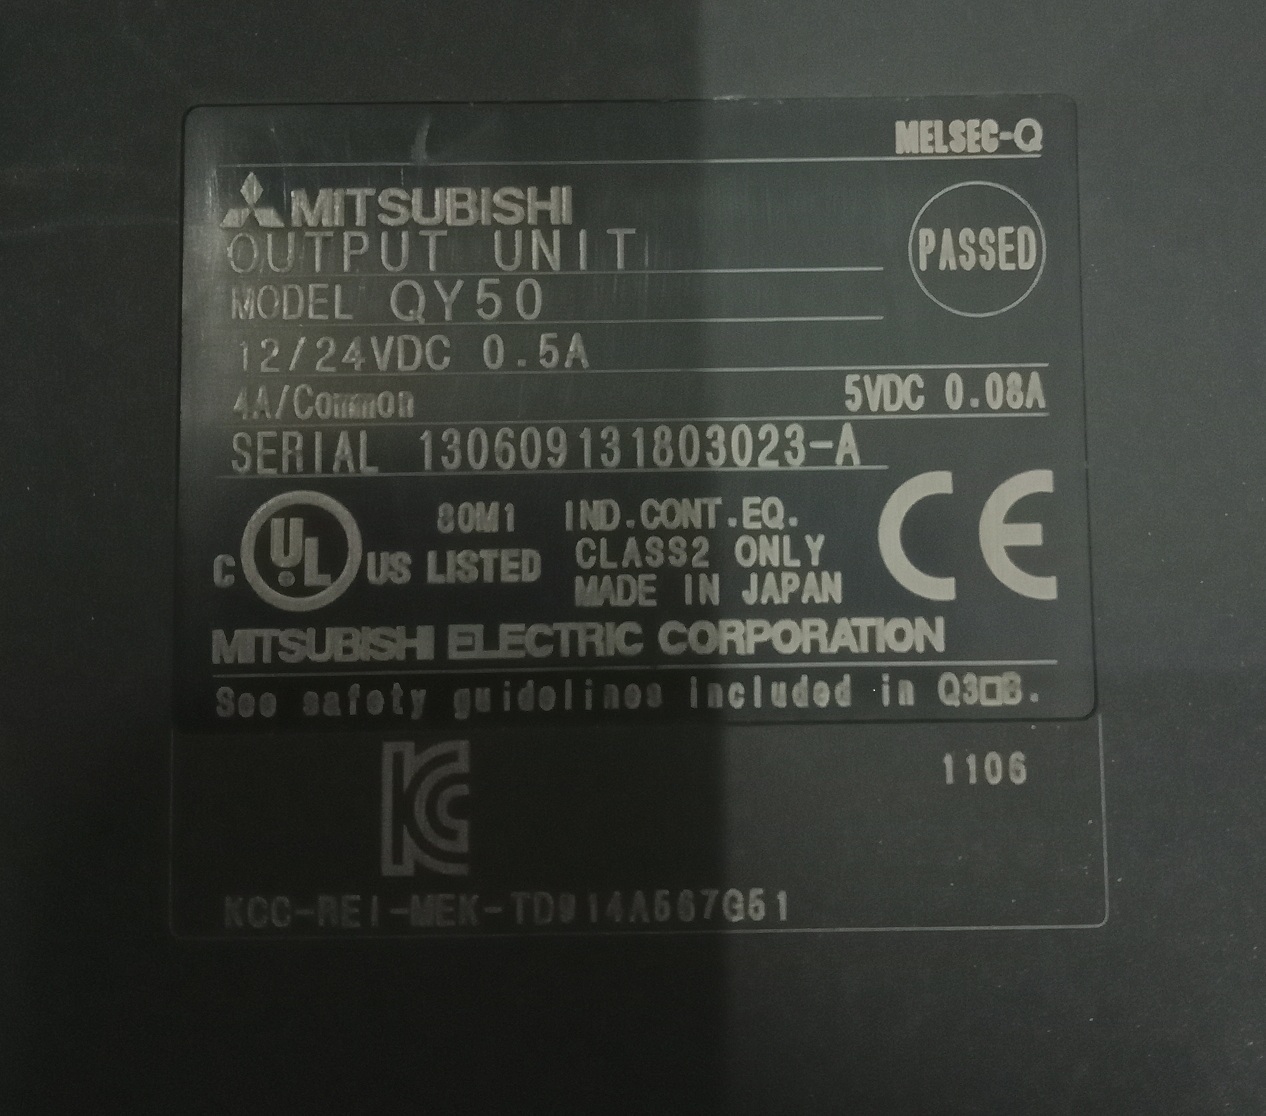 MELSEC-Q
MITSUBISHI
OUTPUT UNIT
PASSED
MODEL QY50
12/24VDC 0.5A
4A/Common 5VDC 0.08A
SERIAL 130609131803023-A
C UL US LISTED 80M1 IND.CONT.EQ.
CLASS2 ONLY
MADE IN JAPAN
CE
MITSUBISHI ELECTRIC CORPORATION
See safety guidelines included in Q3□B.
KC
1106
KCC-REI-MEK-TD914A567G51